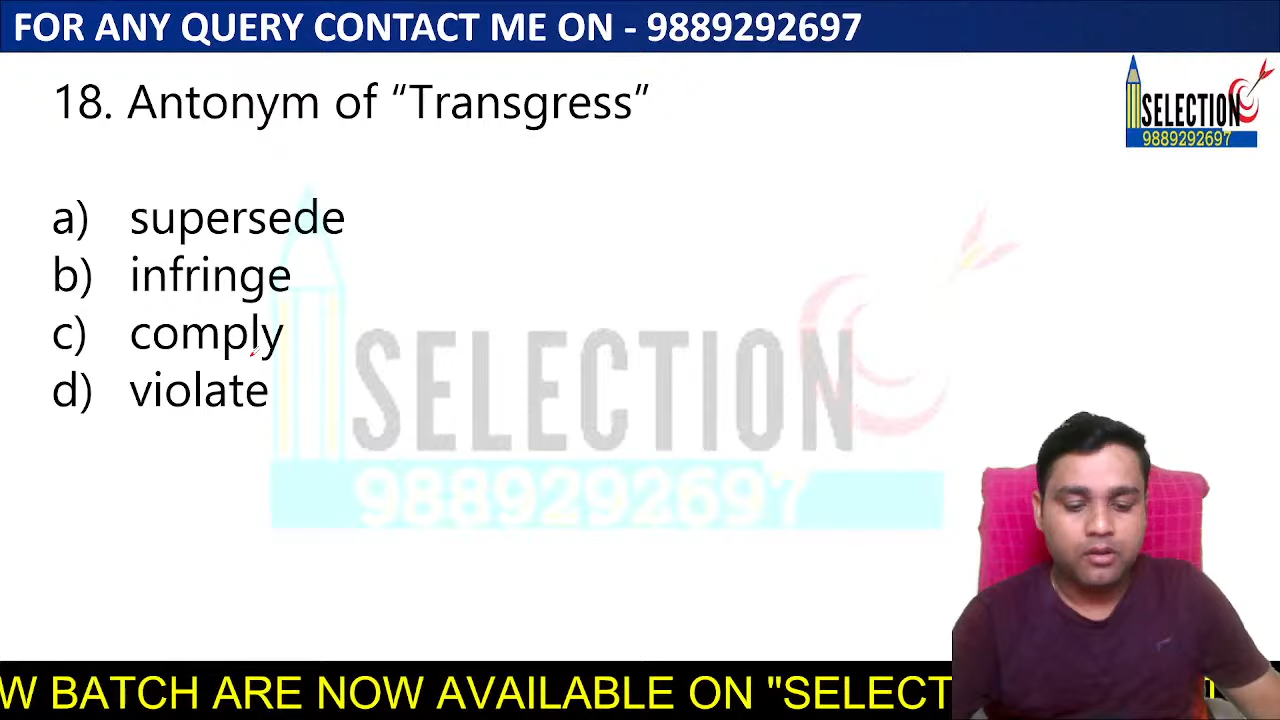 FOR ANY QUERY CONTACT ME ON - 9889292697
SELECTION
9889292697
18. Antonym of “Transgress”
a) supersede
b) infringe
c) comply
d) violate
SELECTION
9889292697
W BATCH ARE NOW AVAILABLE ON "SELECT